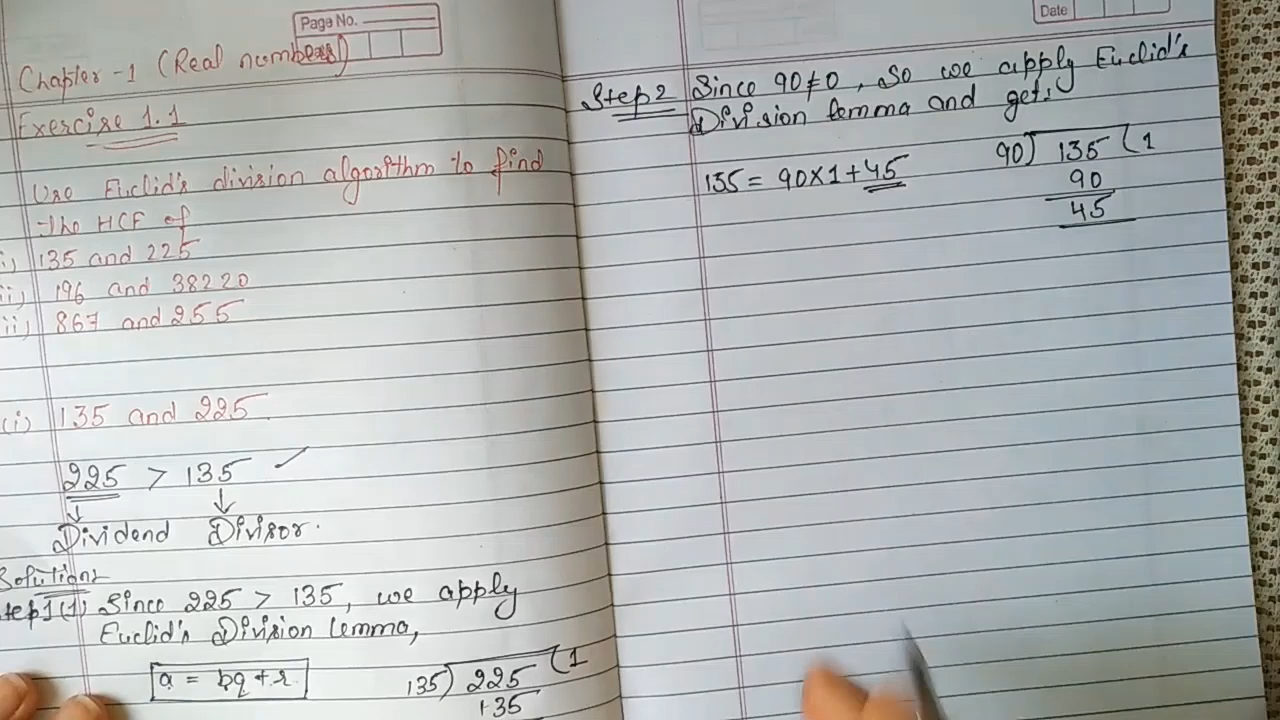 Page No.
Chapter -1 (Real numbers)
Exercise 1.1
Use Euclid's division algorithm to find
the HCF of
i) 135 and 225
ii) 196 and 38220
iii) 867 and 255
(i) 135 and 225.
225 > 135 ✓
↓ ↓
Dividend Divisor.
Solution:
Step1(1) Since 225 > 135, we apply
Euclid's Division lemma,
a = bq + r
135) 225 (1
135
Date
Step 2 Since 90≠0, So we apply Euclid's
Division lemma and get:
135 = 90×1+45
90) 135 (1
90
45